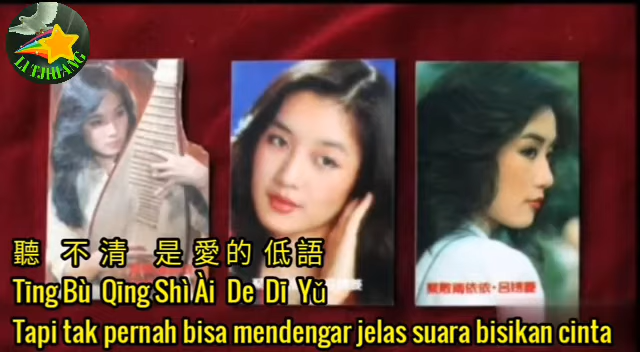 LI TJHIANG
聽 不 清 是 愛 的 低 語
Tīng Bù Qīng Shì Ài De Dī Yǔ
Tapi tak pernah bisa mendengar jelas suara bisikan cinta